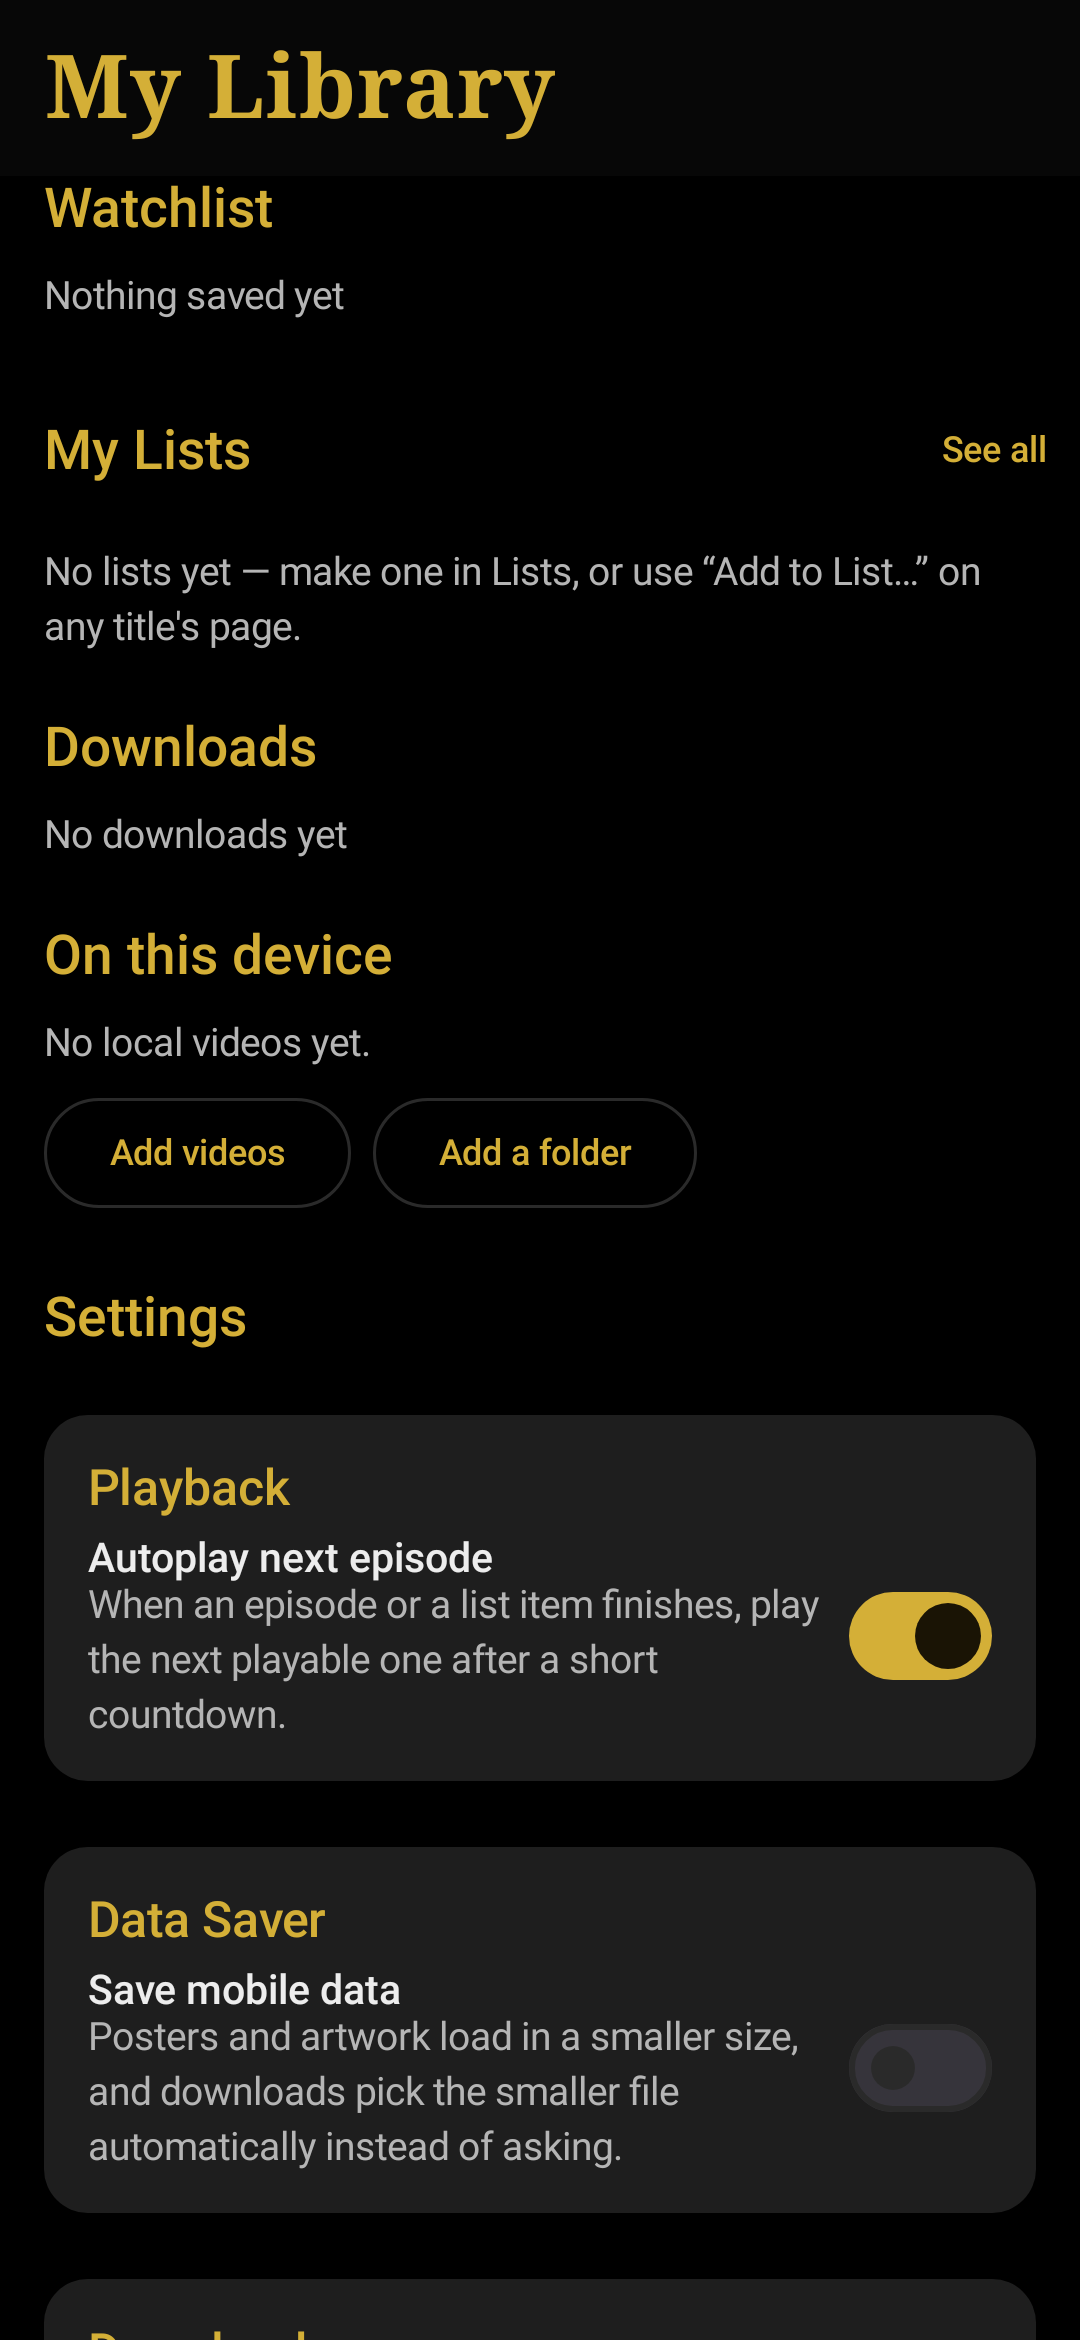 My Library
Watchlist
Nothing saved yet
My Lists
See all
No lists yet — make one in Lists, or use “Add to List…” on
any title's page.
Downloads
No downloads yet
On this device
No local videos yet.
Add videos
Add a folder
Settings
Playback
Autoplay next episode
When an episode or a list item finishes, play
the next playable one after a short
countdown.
Data Saver
Save mobile data
Posters and artwork load in a smaller size,
and downloads pick the smaller file
automatically instead of asking.